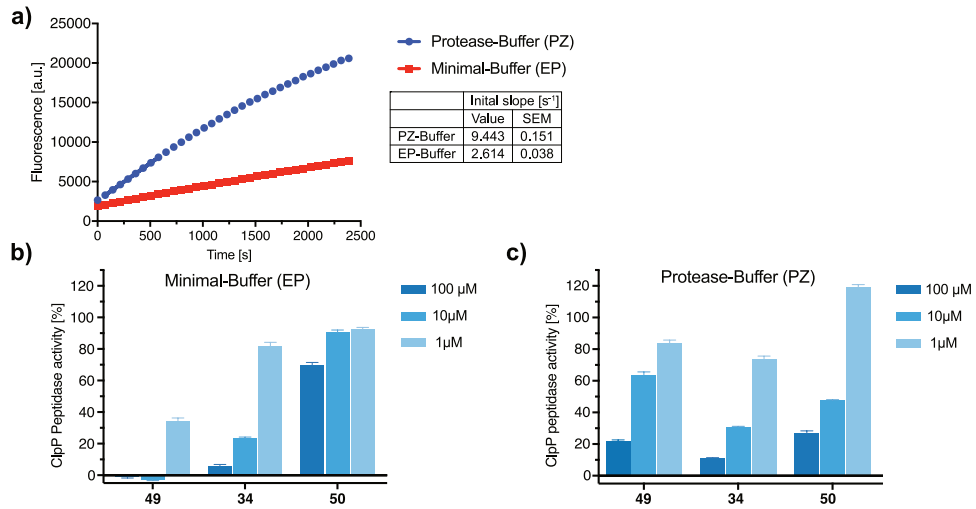 a)
25000
20000
15000
10000
5000
0
Fluorescence [a.u.]
0 500 1000 1500 2000 2500
Time [s]
Protease-Buffer (PZ)
Minimal-Buffer (EP)
Inital slope [s⁻¹]
Value SEM
PZ-Buffer 9.443 0.151
EP-Buffer 2.614 0.038
b)
Minimal-Buffer (EP)
120
100
80
60
40
20
0
ClpP Peptidase activity [%]
49 34 50
100 µM
10µM
1µM
c)
Protease-Buffer (PZ)
120
100
80
60
40
20
0
ClpP peptidase activity [%]
49 34 50
100 µM
10µM
1µM